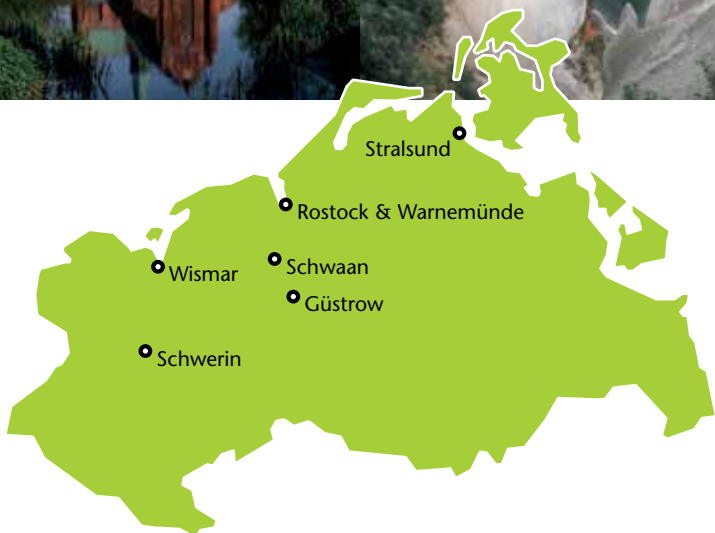 Stralsund
Rostock & Warnemünde
Schwaan
Wismar
Güstrow
Schwerin